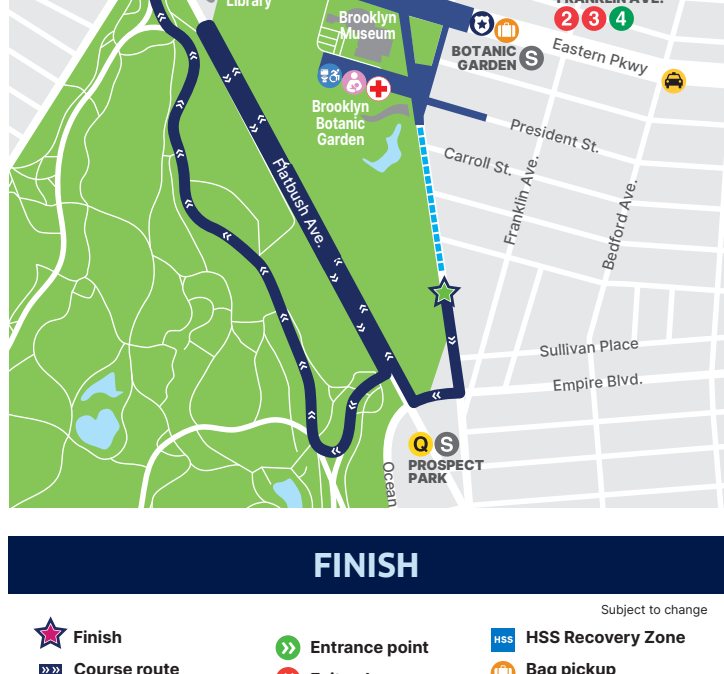 Library
FRANKLIN AVE.
2 3 4
Brooklyn
Museum
BOTANIC
GARDEN
S
Eastern Pkwy
Brooklyn
Botanic
Garden
President St.
Carroll St.
Franklin Ave.
Bedford Ave.
Flatbush Ave.
Sullivan Place
Empire Blvd.
Q S
PROSPECT
PARK
Ocean
FINISH
Subject to change
Finish
Entrance point
HSS
HSS Recovery Zone
Course route
Bag pickup